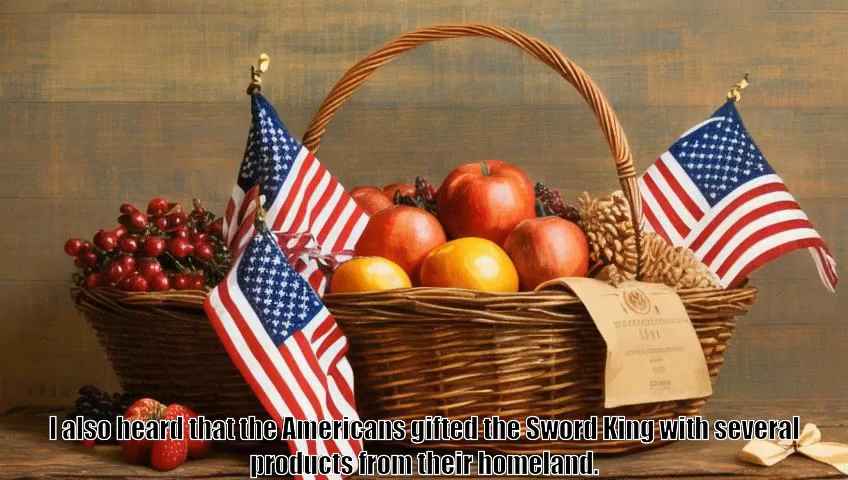 I also heard that the Americans gifted the Sword King with several
products from their homeland.